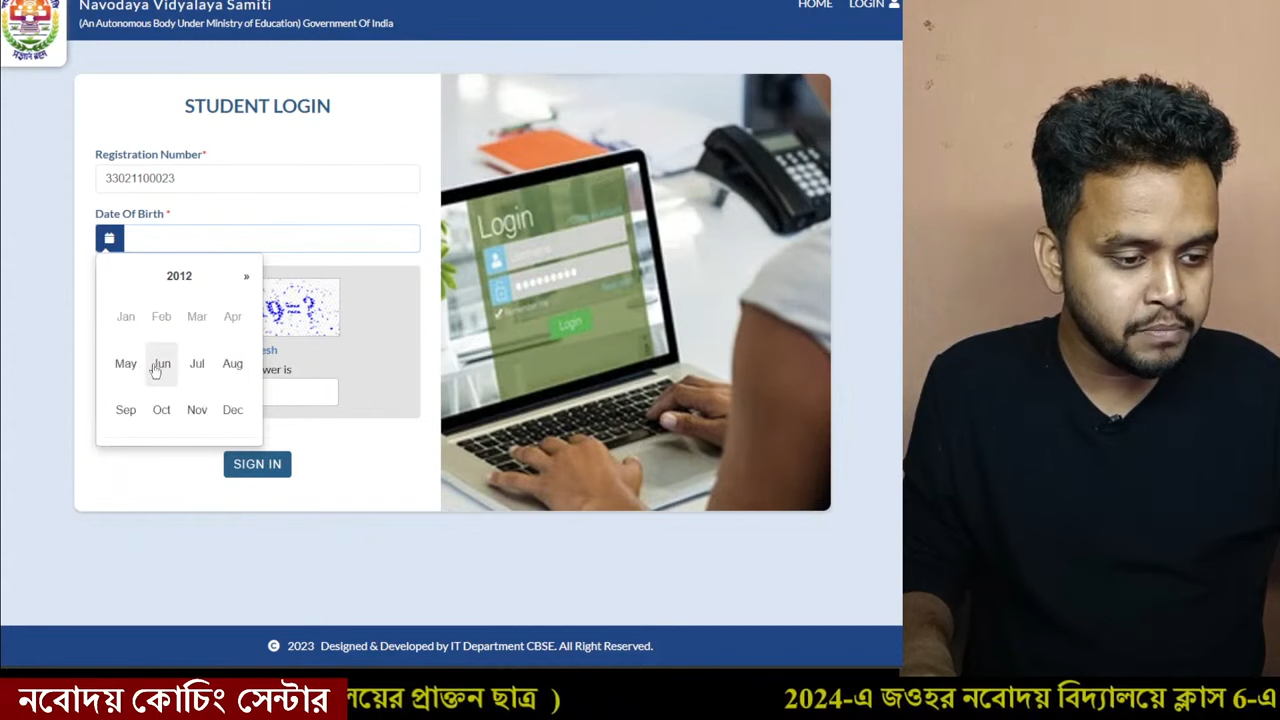 Navodaya Vidyalaya Samiti
(An Autonomous Body Under Ministry of Education) Government Of India
HOME
LOGIN
STUDENT LOGIN
Registration Number*
33021100023
Date Of Birth *
2012 »
Jan Feb Mar Apr
May Jun Jul Aug
Sep Oct Nov Dec
g-?
esh
wer is
SIGN IN
Login
Login
© 2023 Designed & Developed by IT Department CBSE. All Right Reserved.
নবোদয় কোচিং সেন্টার
লয়ের প্রাক্তন ছাত্র )
2024-এ জওহর নবোদয় বিদ্যালয়ে ক্লাস 6-এ